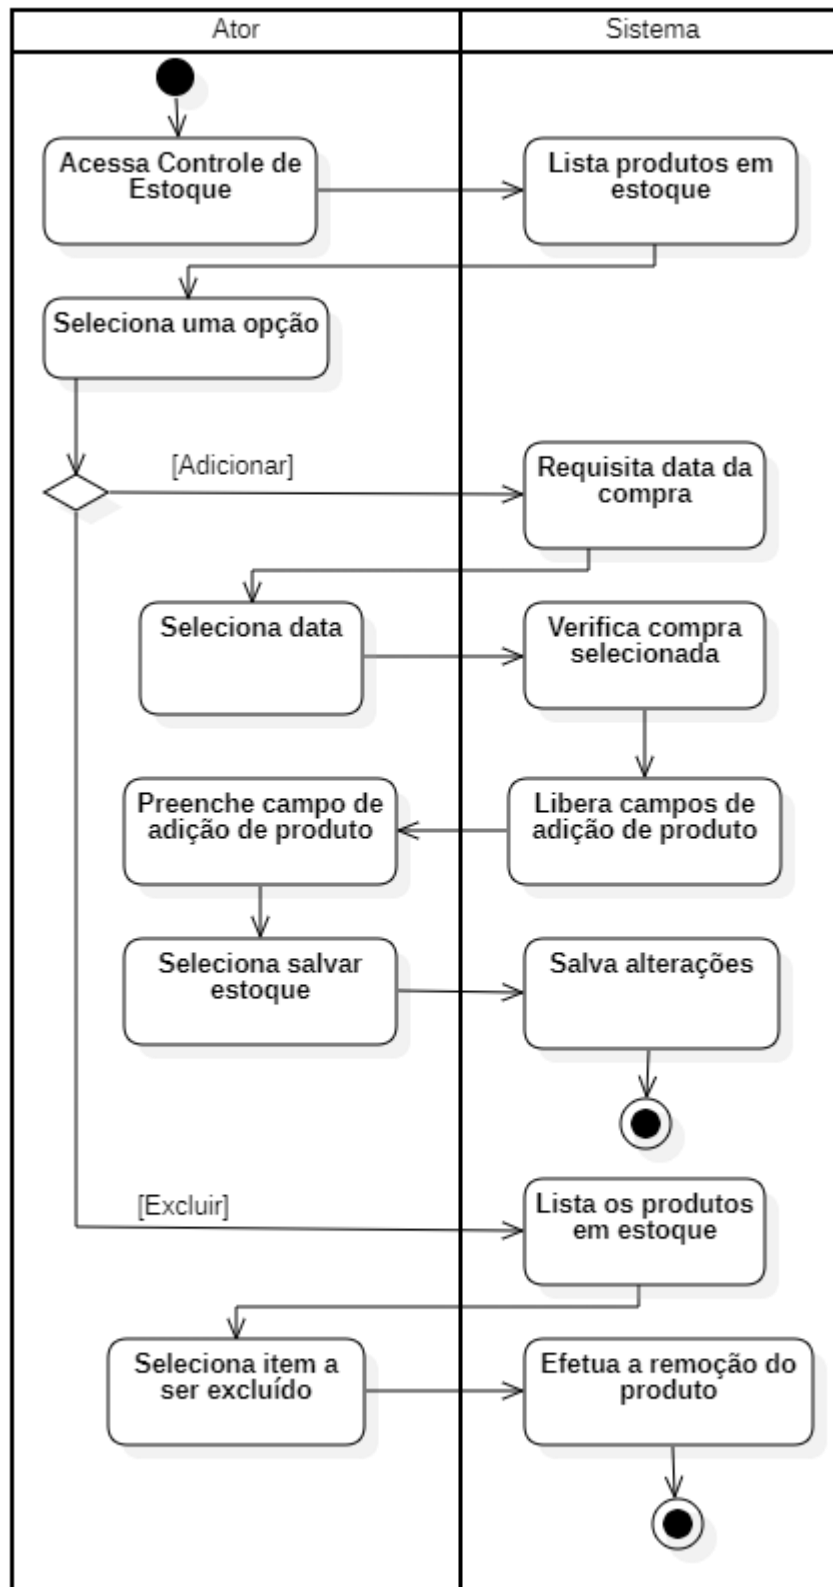 Ator
Sistema
Acessa Controle de
Estoque
Lista produtos em
estoque
Seleciona uma opção
[Adicionar]
Requisita data da
compra
Seleciona data
Verifica compra
selecionada
Preenche campo de
adição de produto
Libera campos de
adição de produto
Seleciona salvar
estoque
Salva alterações
[Excluir]
Lista os produtos
em estoque
Seleciona item a
ser excluído
Efetua a remoção do
produto